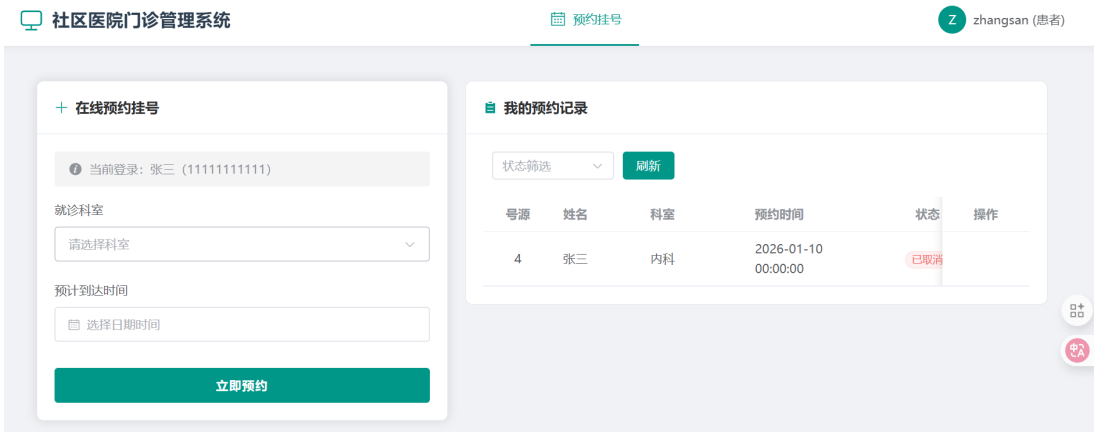 社区医院门诊管理系统
预约挂号
Z zhangsan (患者)
在线预约挂号
当前登录：张三（11111111111）
就诊科室
请选择科室
预计到达时间
选择日期时间
立即预约
我的预约记录
状态筛选 刷新
号源 姓名 科室 预约时间 状态 操作
4 张三 内科 2026-01-10 已取消
00:00:00